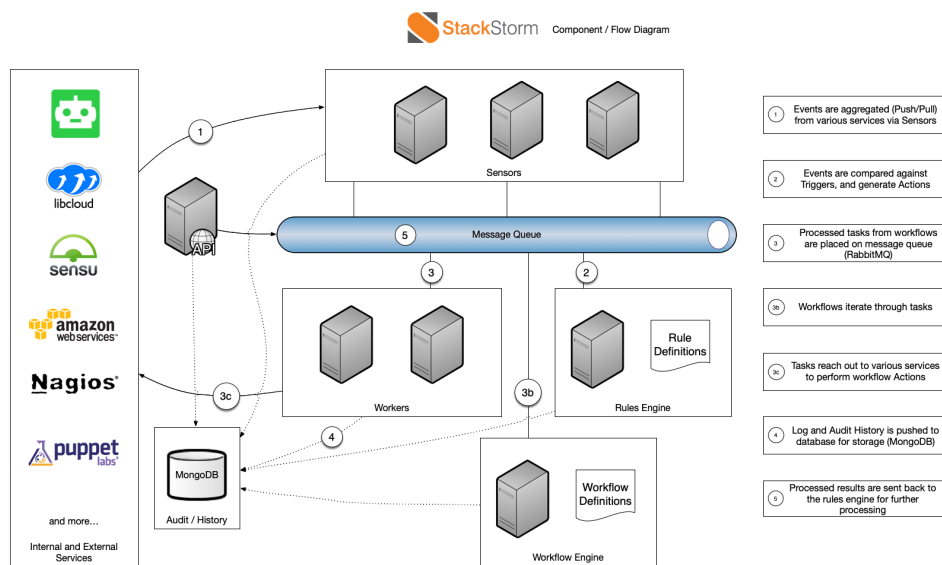 StackStorm Component / Flow Diagram
libcloud
sensu
amazon
webservices™
Nagios®
puppet
labs®
and more...
Internal and External
Services
1
API
Sensors
5
Message Queue
3
2
Workers
Rule
Definitions
Rules Engine
3c
3b
4
MongoDB
Audit / History
Workflow
Definitions
Workflow Engine
1
Events are aggregated (Push/Pull)
from various services via Sensors
2
Events are compared against
Triggers, and generate Actions
3
Processed tasks from workflows
are placed on message queue
(RabbitMQ)
3b
Workflows iterate through tasks
3c
Tasks reach out to various services
to perform workflow Actions
4
Log and Audit History is pushed to
database for storage (MongoDB)
5
Processed results are sent back to
the rules engine for further
processing